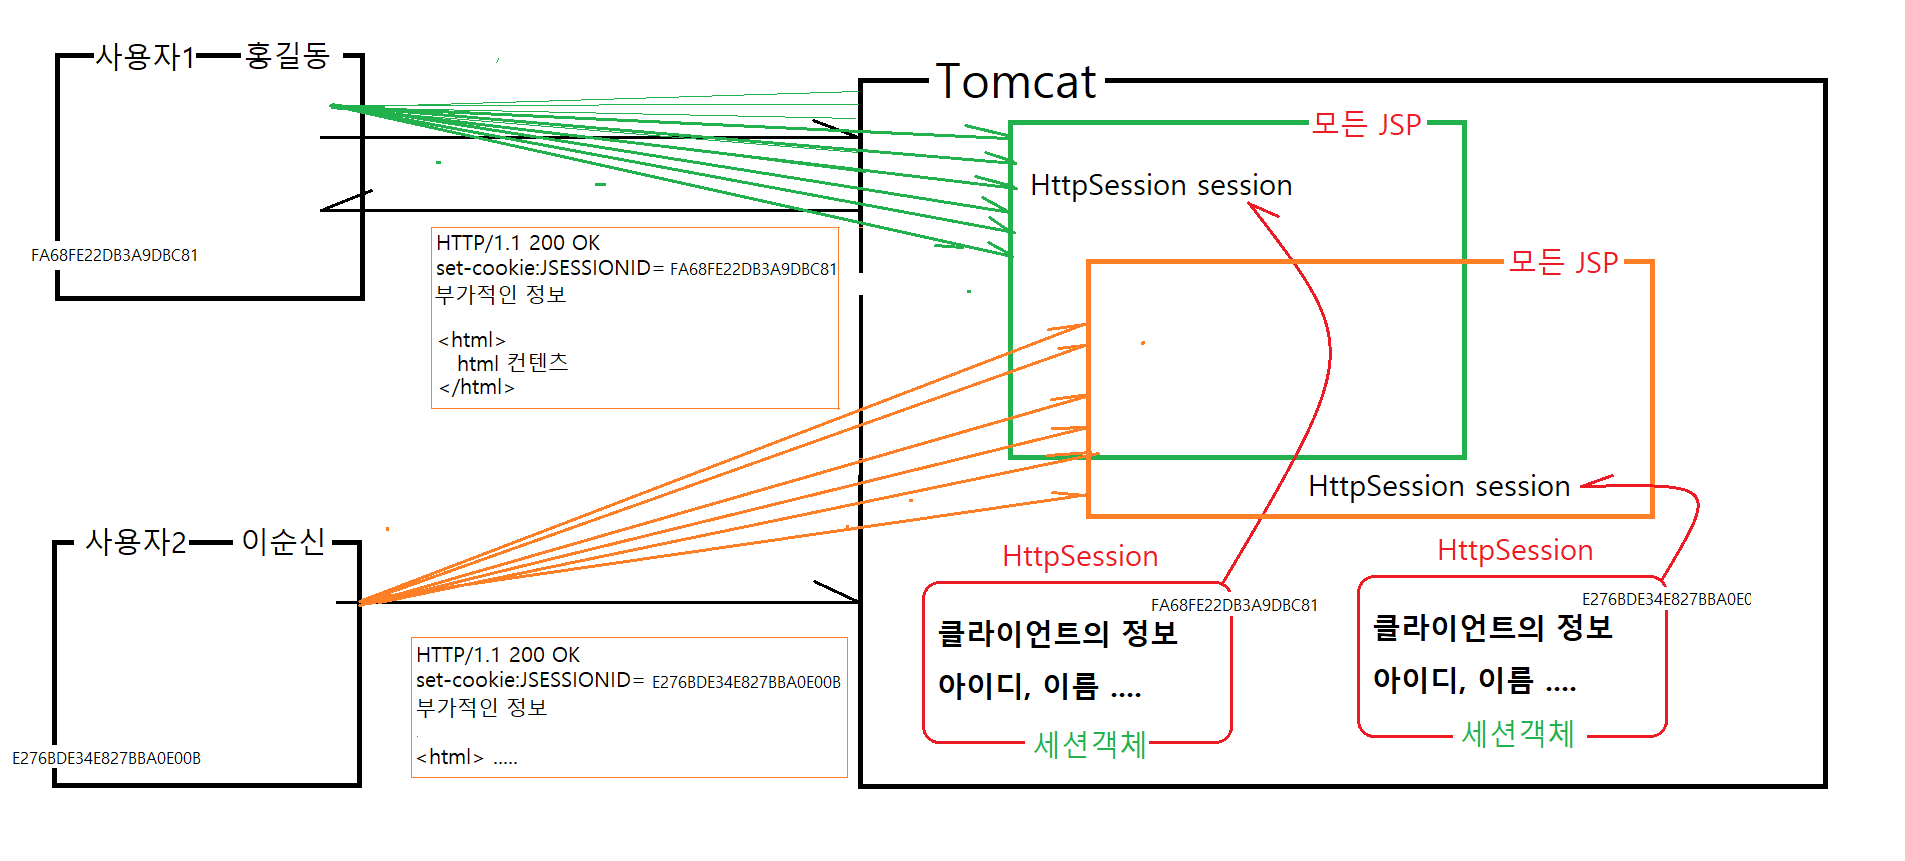 사용자1 홍길동
FA68FE22DB3A9DBC81
HTTP/1.1 200 OK
set-cookie:JSESSIONID= FA68FE22DB3A9DBC81
부가적인 정보
<html>
html 컨텐츠
</html>
사용자2 이순신
E276BDE34E827BBA0E00B
HTTP/1.1 200 OK
set-cookie:JSESSIONID= E276BDE34E827BBA0E00B
부가적인 정보
<html> .....
Tomcat
모든 JSP
HttpSession session
모든 JSP
HttpSession session
HttpSession
FA68FE22DB3A9DBC81
클라이언트의 정보
아이디, 이름 ....
세션객체
HttpSession
E276BDE34E827BBA0E0
클라이언트의 정보
아이디, 이름 ....
세션객체